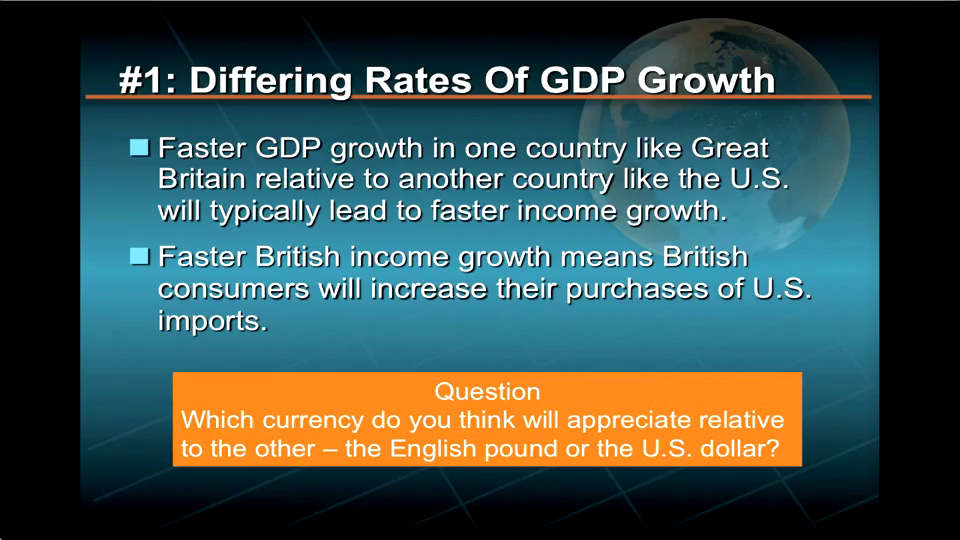 #1: Differing Rates Of GDP Growth
Faster GDP growth in one country like Great
Britain relative to another country like the U.S.
will typically lead to faster income growth.
Faster British income growth means British
consumers will increase their purchases of U.S.
imports.
Question
Which currency do you think will appreciate relative
to the other – the English pound or the U.S. dollar?